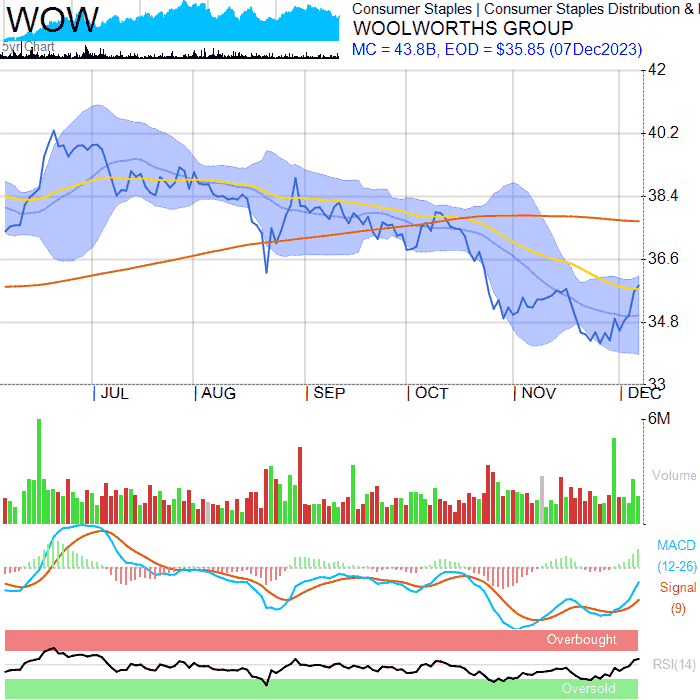 WOW
5yr Chart
Consumer Staples | Consumer Staples Distribution &
WOOLWORTHS GROUP
MC = 43.8B, EOD = $35.85 (07Dec2023)
42
40.2
38.4
36.6
34.8
33
JUL
AUG
SEP
OCT
NOV
DEC
6M
Volume
MACD
(12-26)
Signal
(9)
Overbought
RSI(14)
Oversold